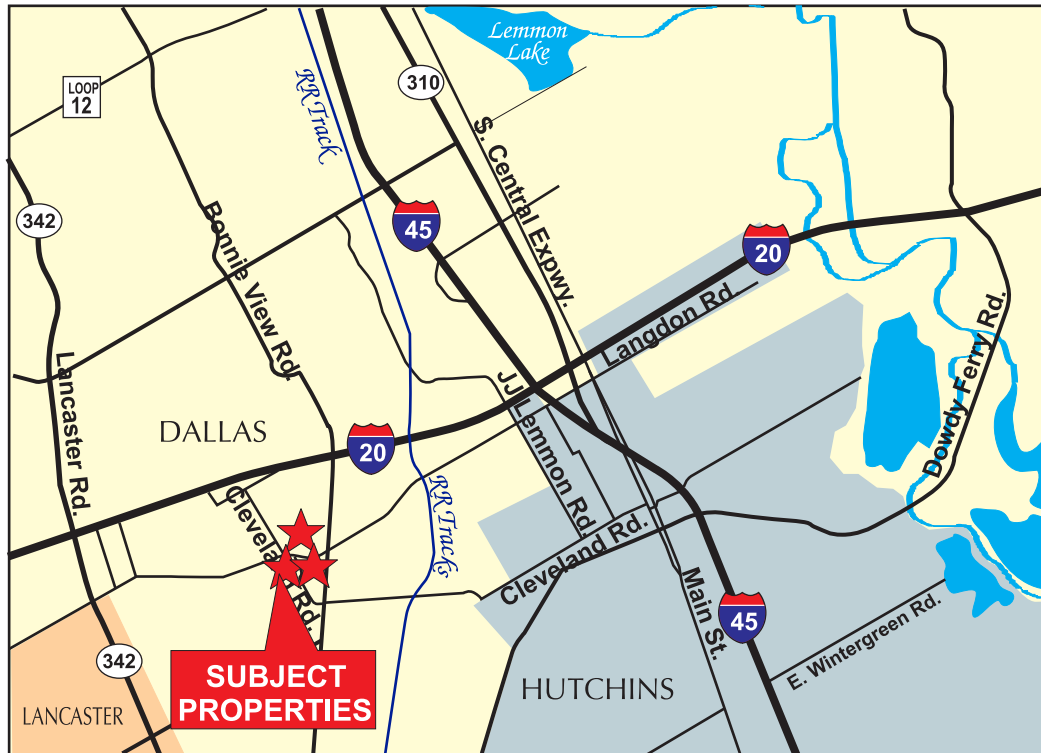 Lemmon
Lake
LOOP
12
RR Track
310
S. Central Expwy.
342
Bonnie View Rd.
45
20
Langdon Rd.
Lancaster Rd.
DALLAS
20
J.J. Lemmon Rd.
Dowdy Ferry Rd.
Cleveland Rd.
RR Tracks
Cleveland Rd.
Main St.
45
E. Wintergreen Rd.
342
SUBJECT
PROPERTIES
HUTCHINS
LANCASTER